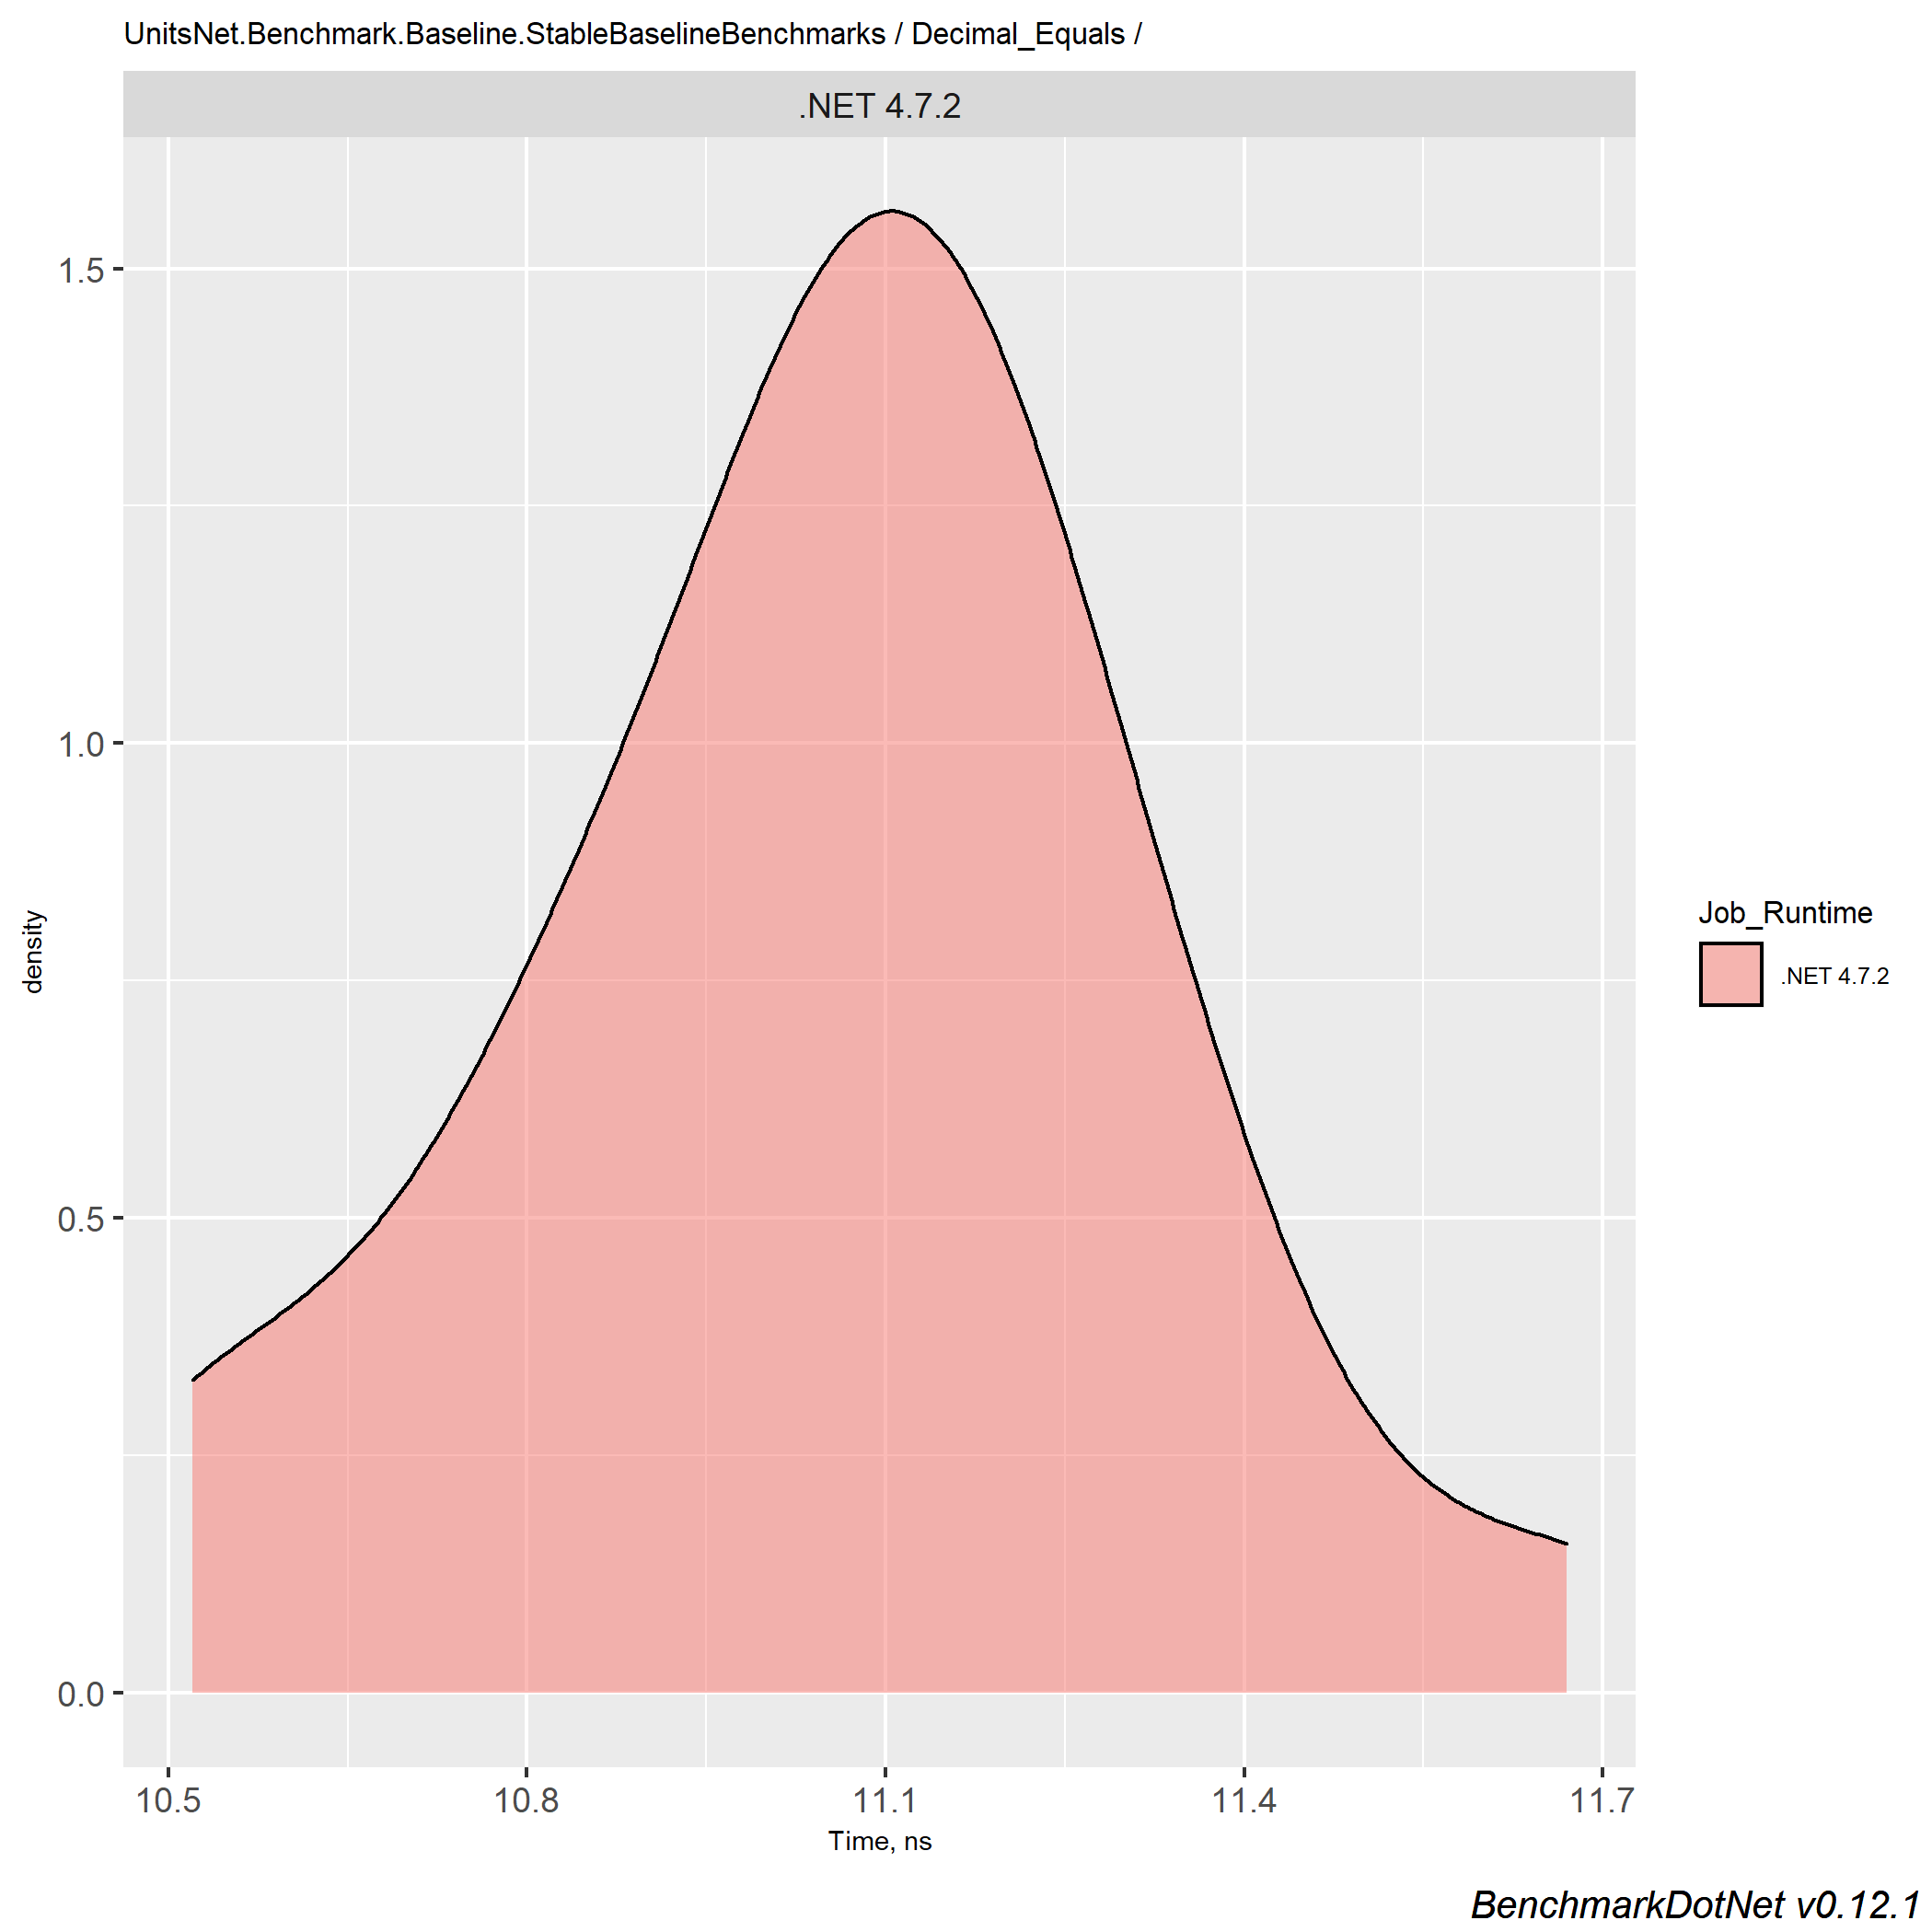 UnitsNet.Benchmark.Baseline.StableBaselineBenchmarks / Decimal_Equals /
.NET 4.7.2
1.5
1.0
0.5
0.0
density
10.5 10.8 11.1 11.4 11.7
Time, ns
Job_Runtime
.NET 4.7.2
BenchmarkDotNet v0.12.1